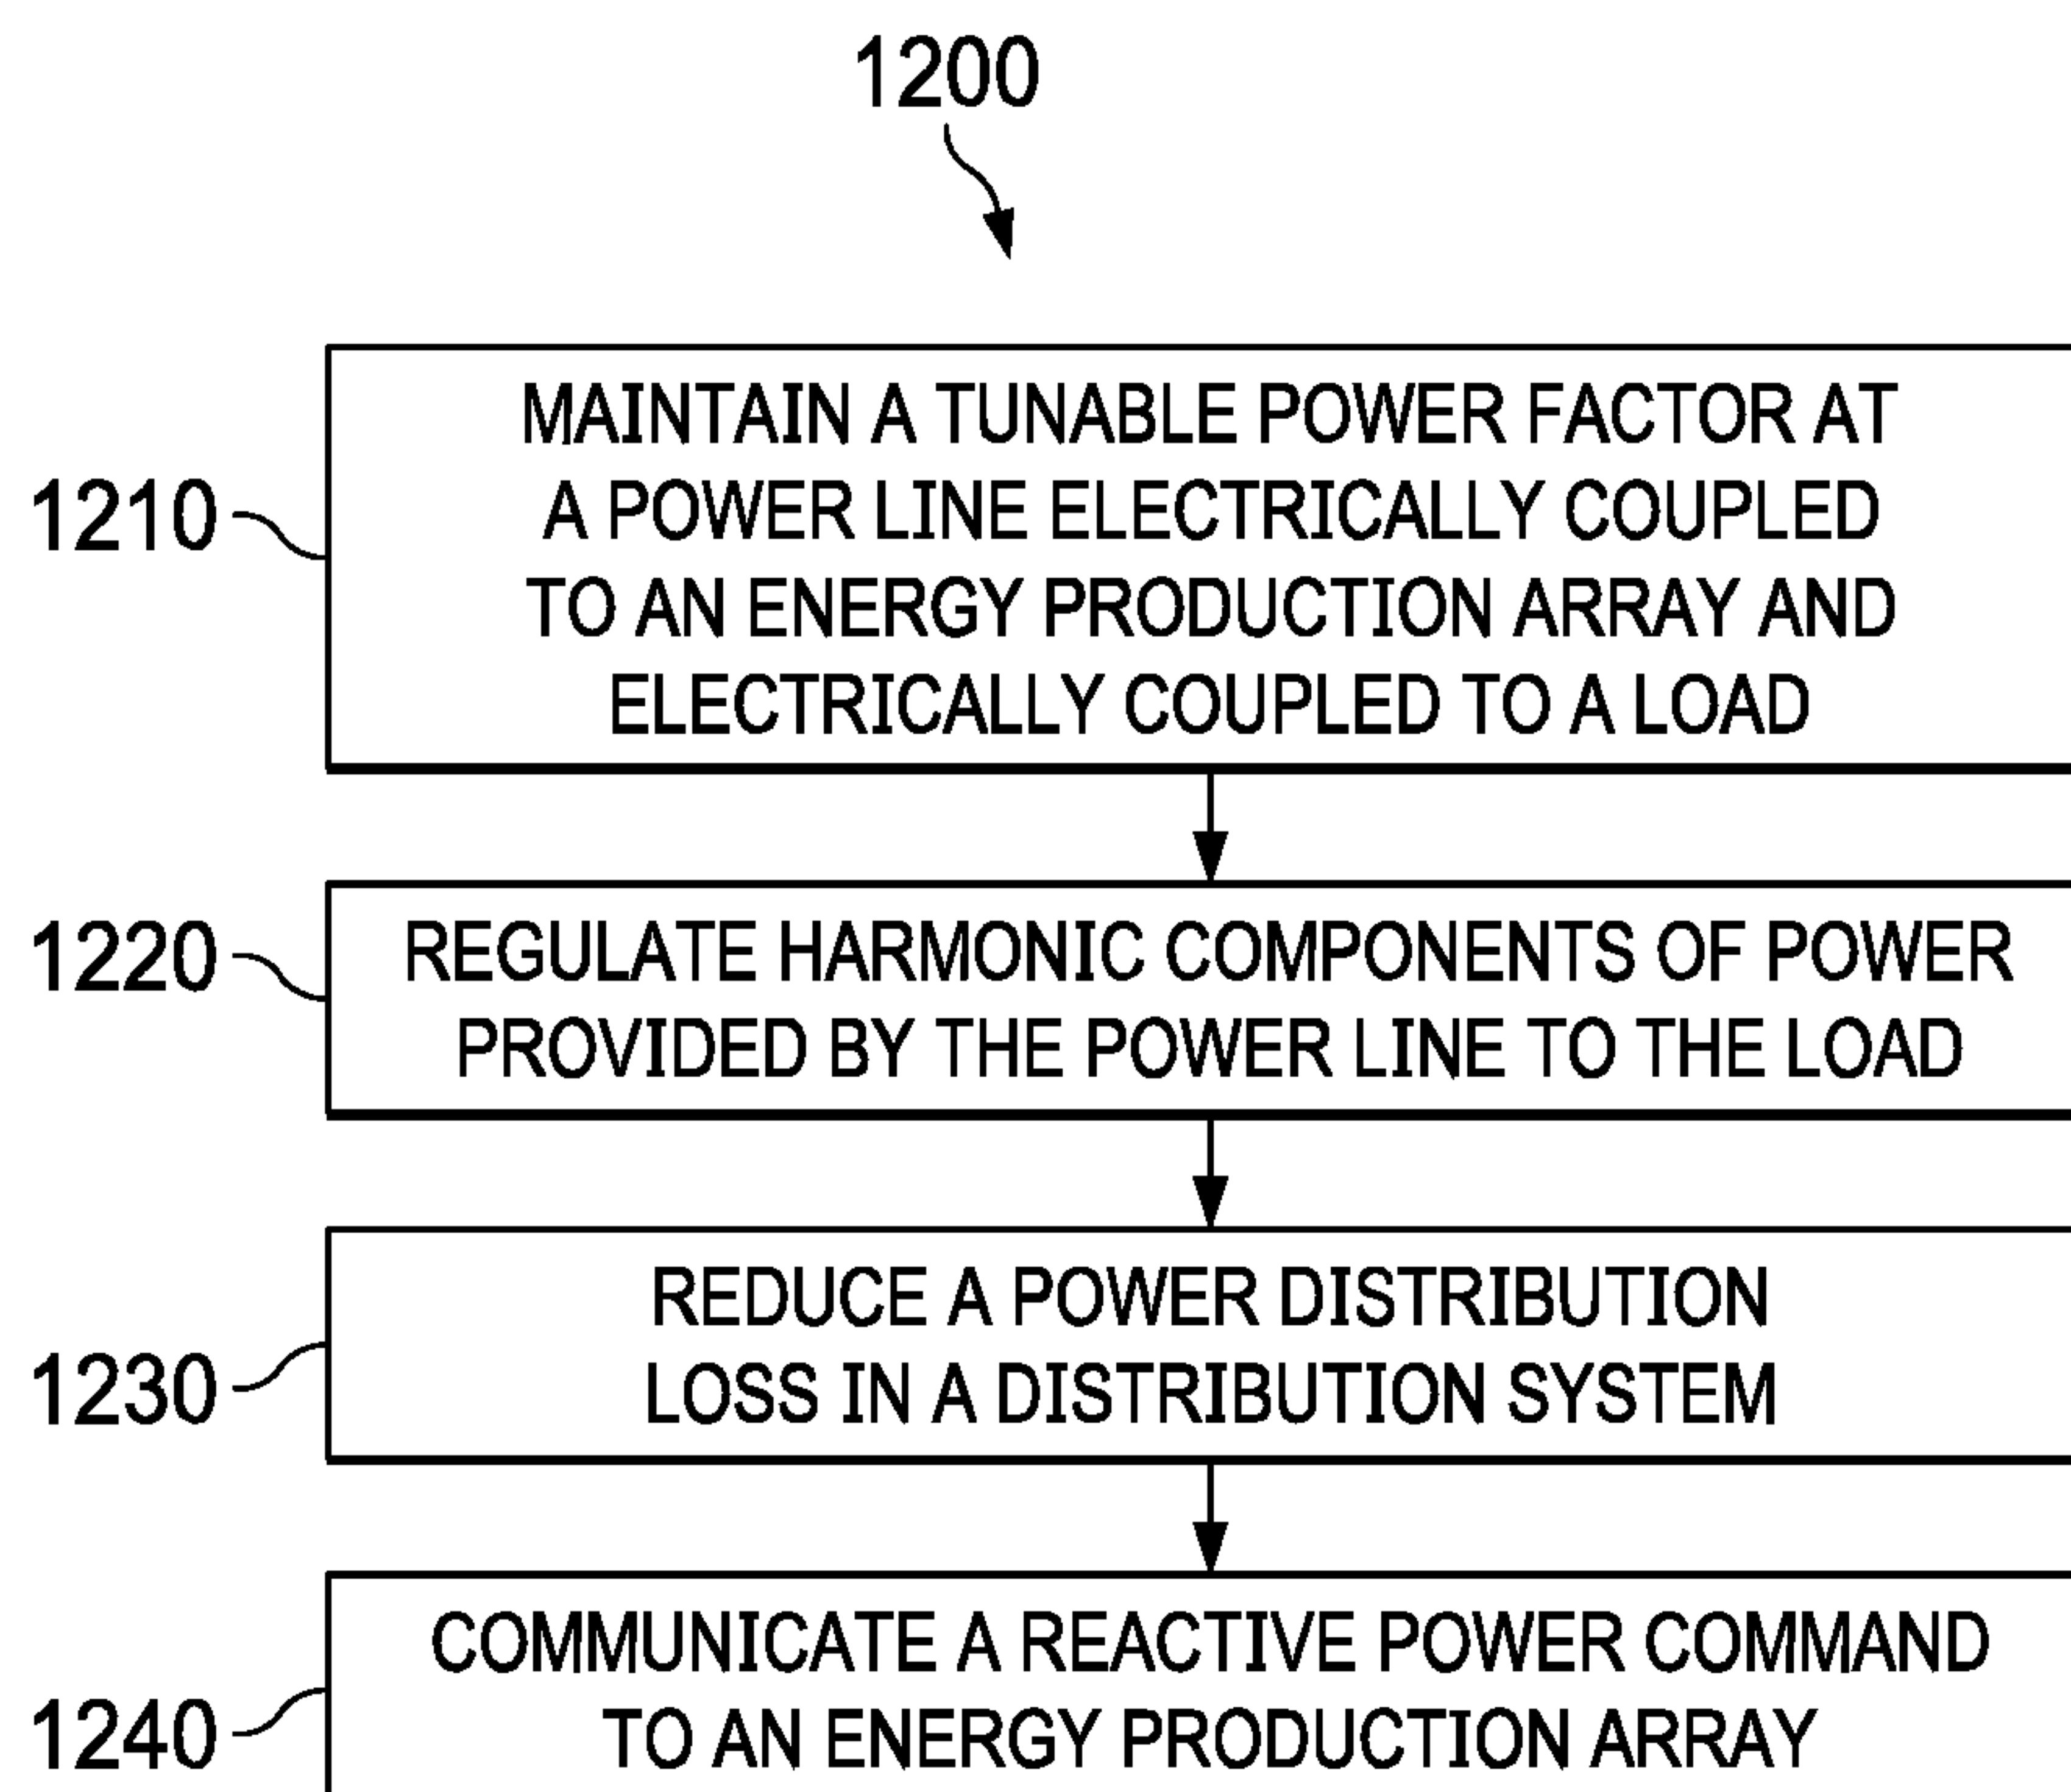 1200
1210
MAINTAIN A TUNABLE POWER FACTOR AT
A POWER LINE ELECTRICALLY COUPLED
TO AN ENERGY PRODUCTION ARRAY AND
ELECTRICALLY COUPLED TO A LOAD
1220
REGULATE HARMONIC COMPONENTS OF POWER
PROVIDED BY THE POWER LINE TO THE LOAD
1230
REDUCE A POWER DISTRIBUTION
LOSS IN A DISTRIBUTION SYSTEM
1240
COMMUNICATE A REACTIVE POWER COMMAND
TO AN ENERGY PRODUCTION ARRAY